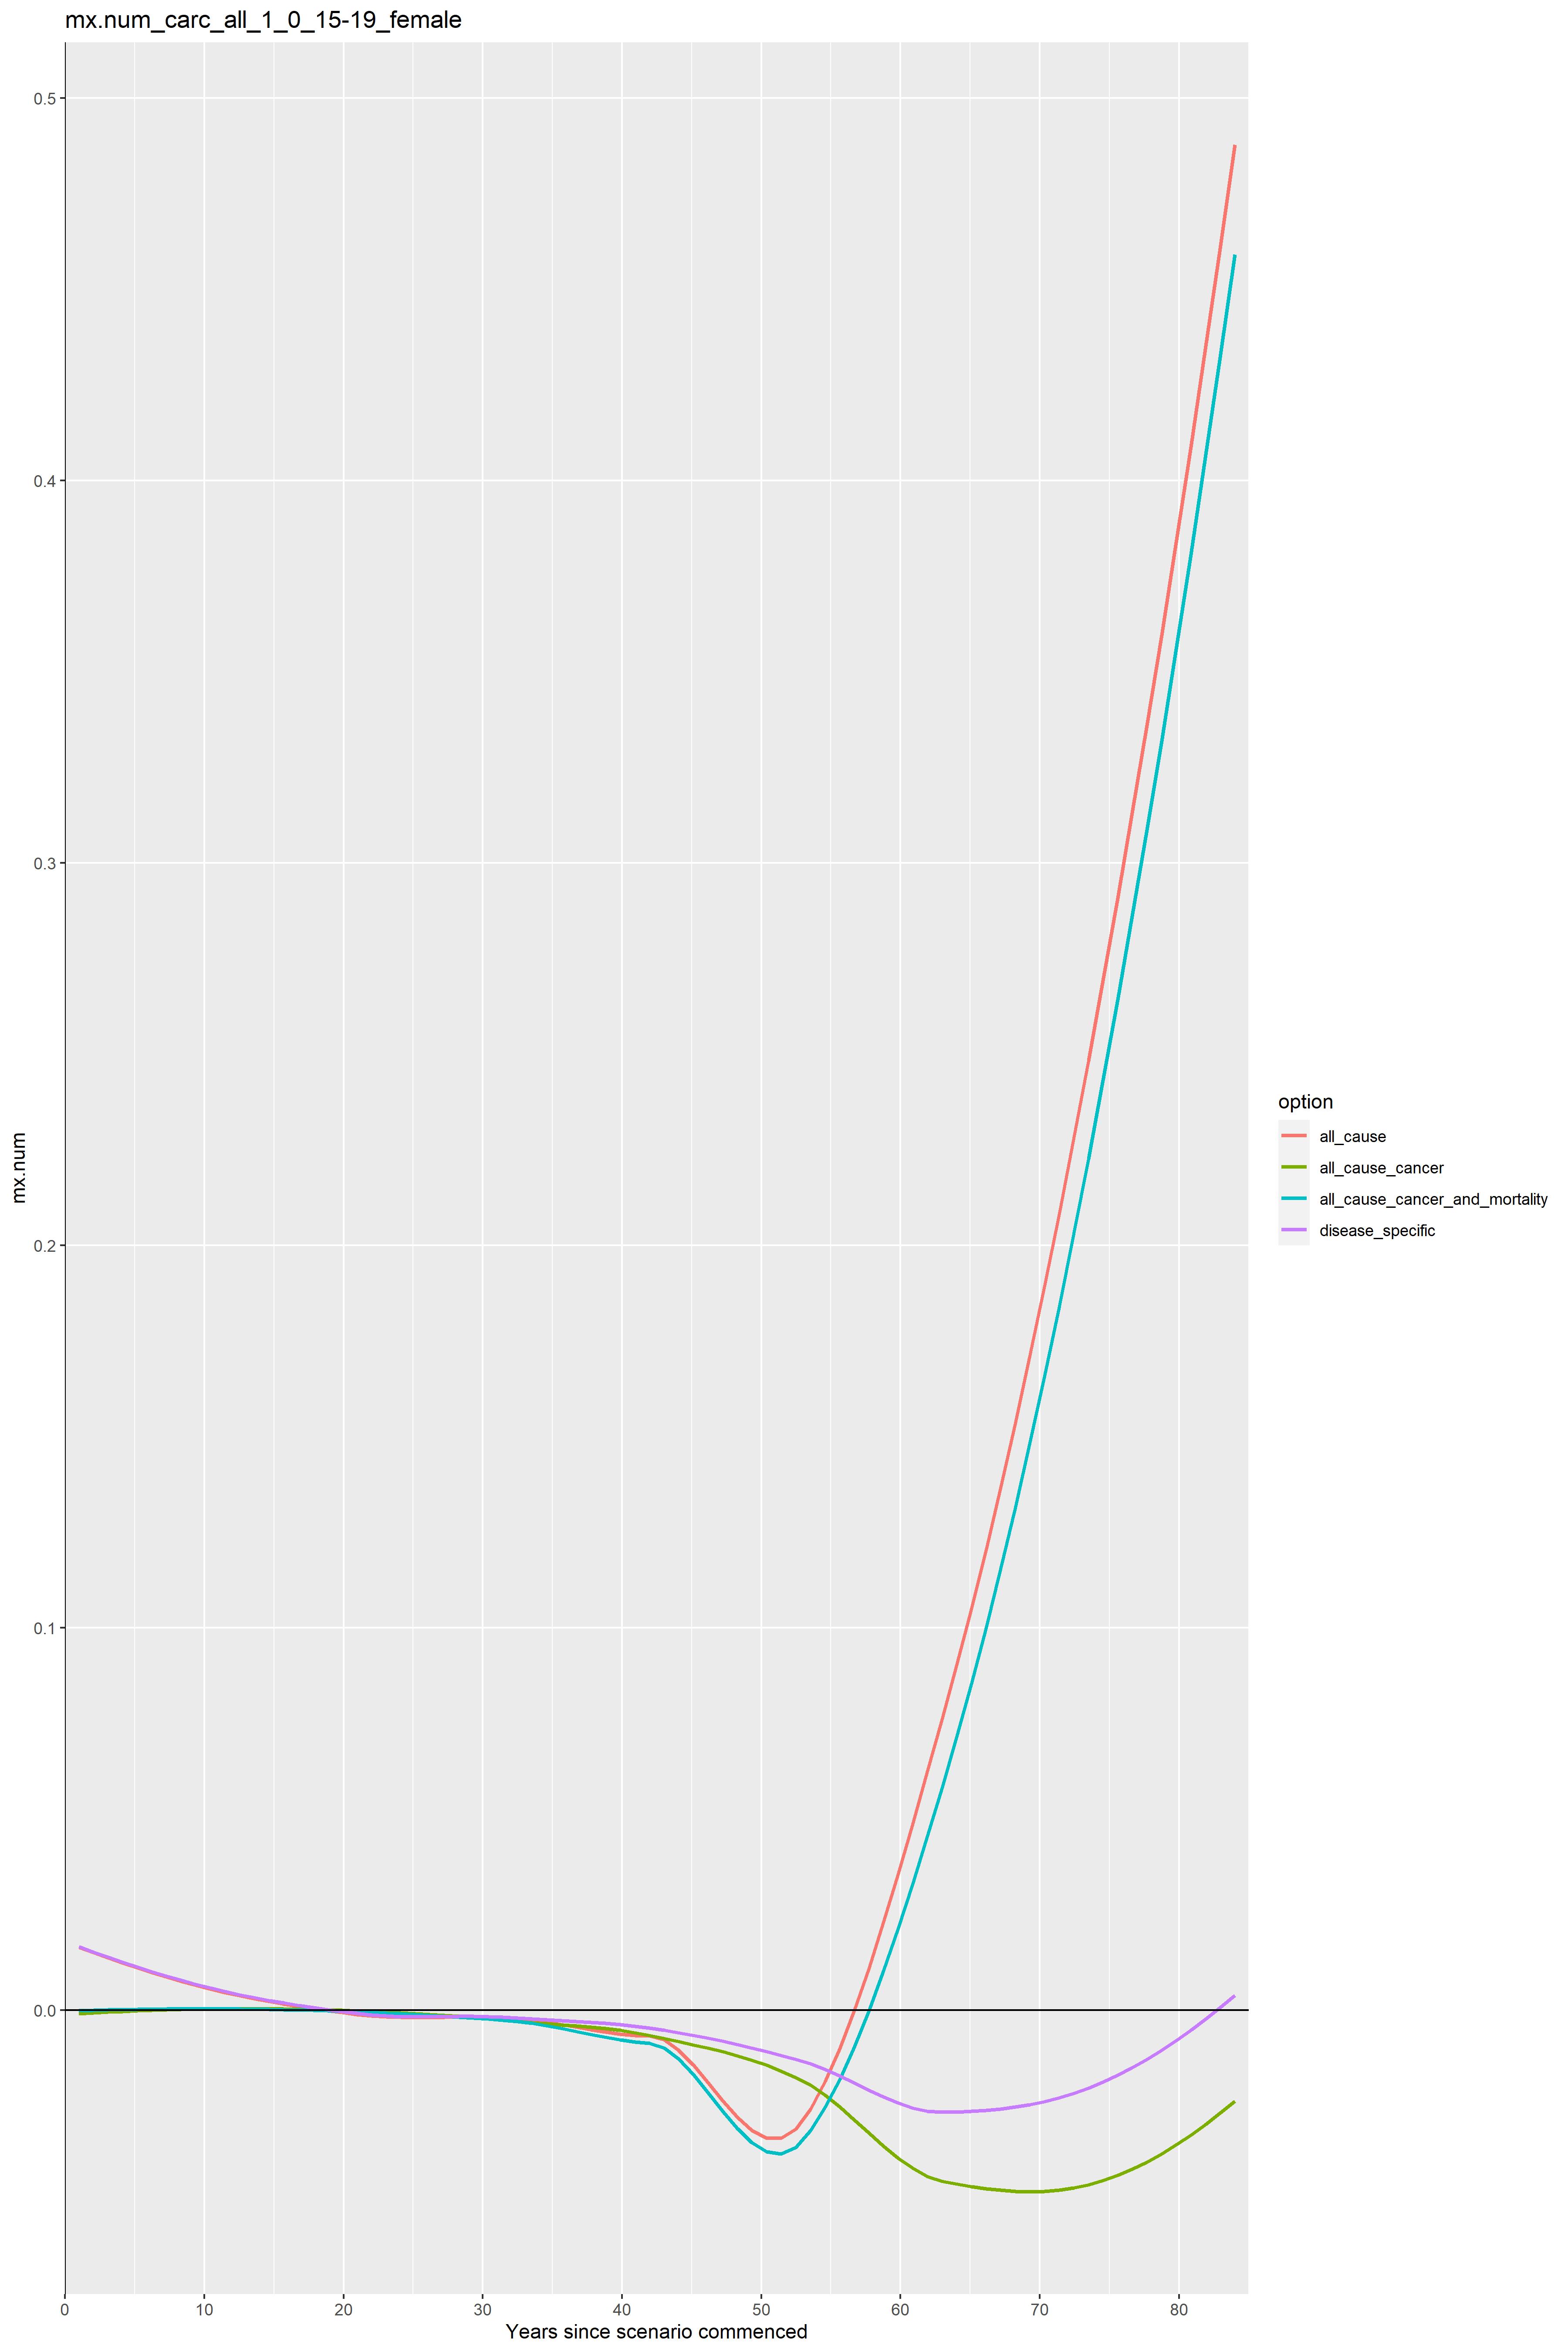 mx.num_carc_all_1_0_15-19_female
0.5
0.4
0.3
0.2
0.1
0.0
mx.num
0 10 20 30 40 50 60 70 80
Years since scenario commenced
option
all_cause
all_cause_cancer
all_cause_cancer_and_mortality
disease_specific